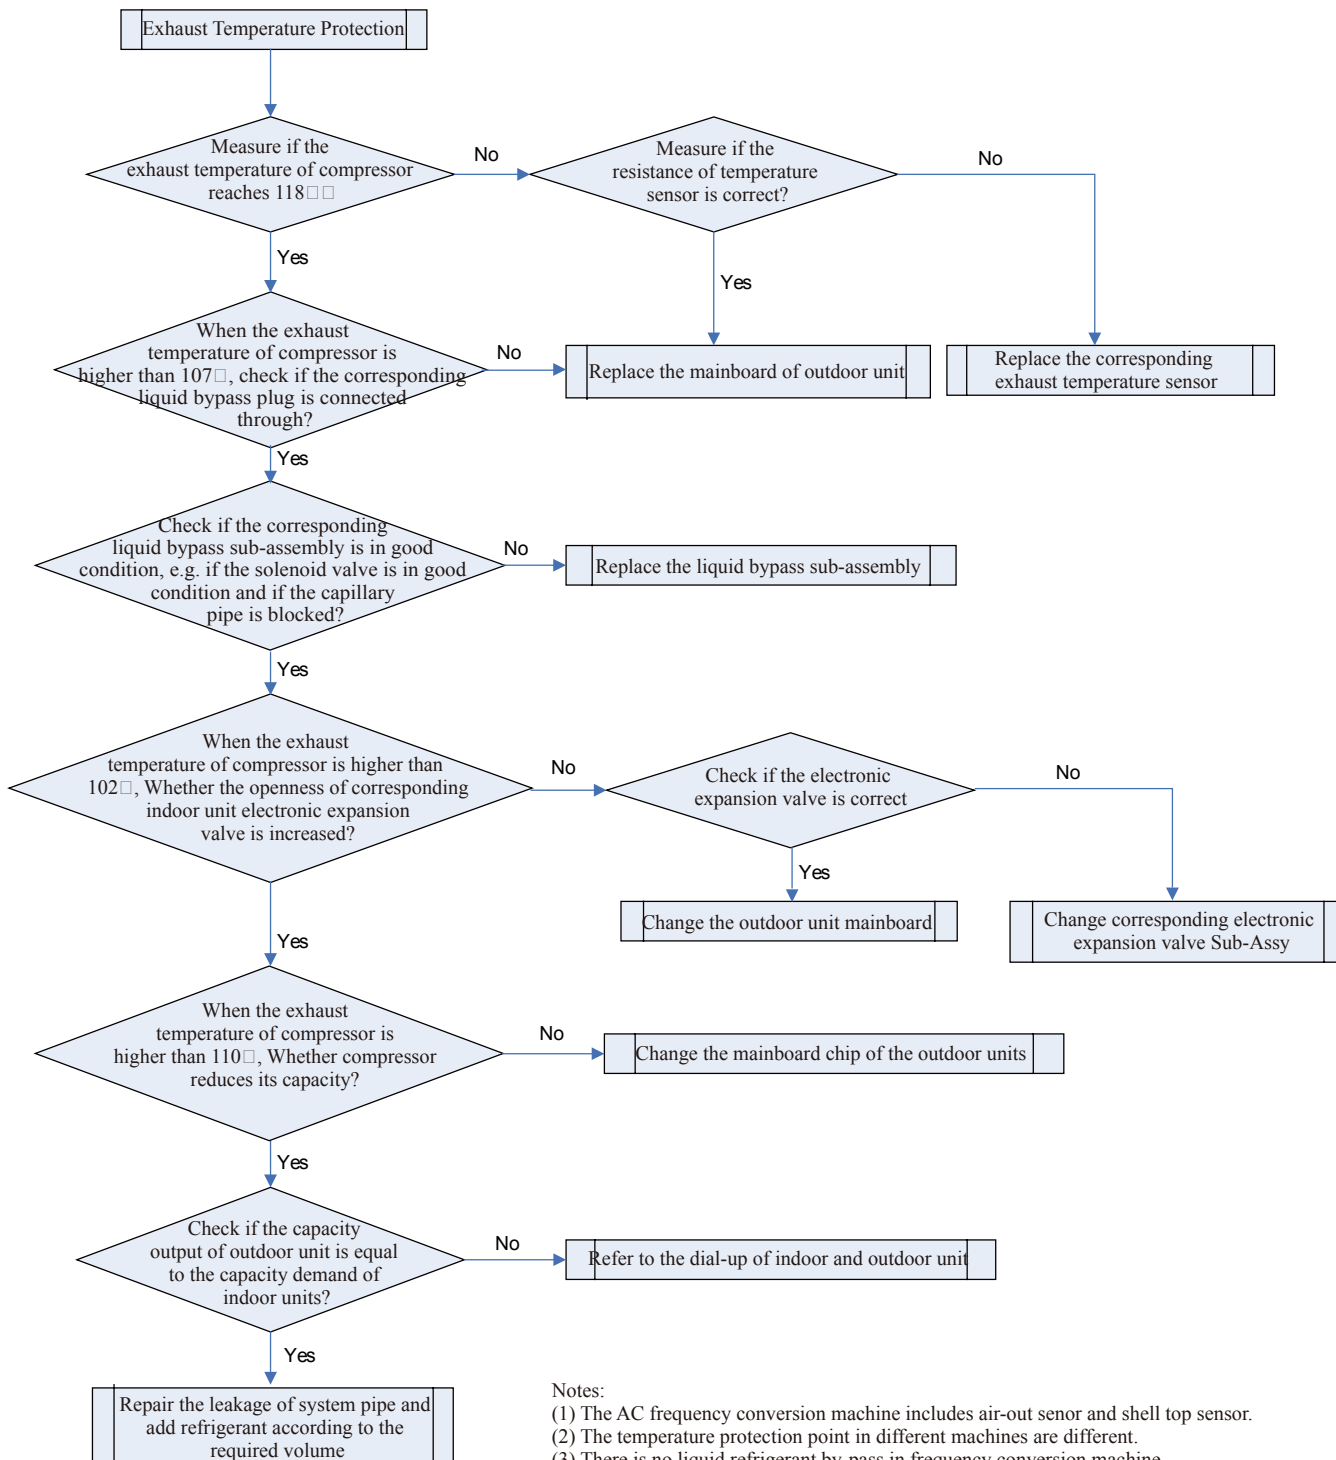 Exhaust Temperature Protection
Measure if the
exhaust temperature of compressor
reaches 118□□
No
Measure if the
resistance of temperature
sensor is correct?
No
Yes
Yes
When the exhaust
temperature of compressor is
higher than 107□, check if the corresponding
liquid bypass plug is connected
through?
No
Replace the mainboard of outdoor unit
Replace the corresponding
exhaust temperature sensor
Yes
Check if the corresponding
liquid bypass sub-assembly is in good
condition, e.g. if the solenoid valve is in good
condition and if the capillary
pipe is blocked?
No
Replace the liquid bypass sub-assembly
Yes
When the exhaust
temperature of compressor is higher than
102□, Whether the openness of corresponding
indoor unit electronic expansion
valve is increased?
No
Check if the electronic
expansion valve is correct
No
Yes
Change the outdoor unit mainboard
Change corresponding electronic
expansion valve Sub-Assy
Yes
When the exhaust
temperature of compressor is
higher than 110□, Whether compressor
reduces its capacity?
No
Change the mainboard chip of the outdoor units
Yes
Check if the capacity
output of outdoor unit is equal
to the capacity demand of
indoor units?
No
Refer to the dial-up of indoor and outdoor unit
Yes
Repair the leakage of system pipe and
add refrigerant according to the
required volume
Notes:
(1) The AC frequency conversion machine includes air-out senor and shell top sensor.
(2) The temperature protection point in different machines are different.
(3) There is no liquid refrigerant by-pass in frequency conversion machine